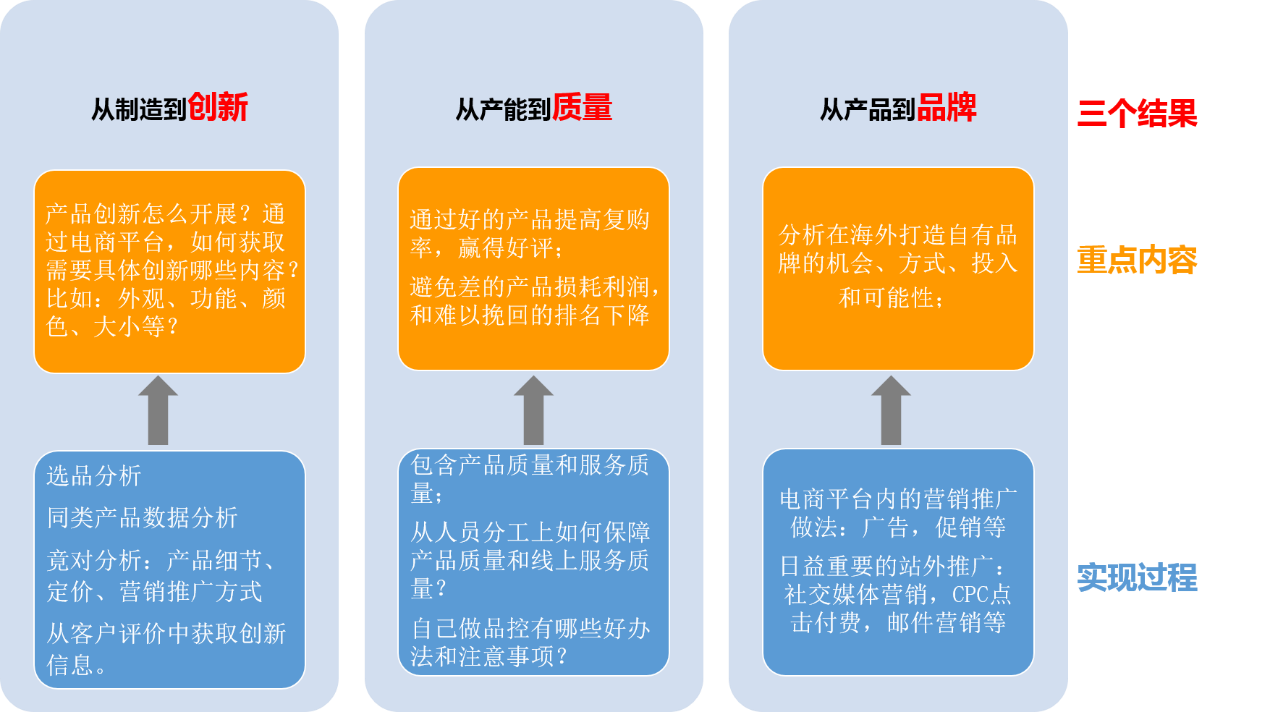 从制造到创新
产品创新怎么开展？通
过电商平台，如何获取
需要具体创新哪些内容？
比如：外观、功能、颜
色、大小等？
选品分析
同类产品数据分析
竟对分析：产品细节、
定价、营销推广方式
从客户评价中获取创新
信息。
从产能到质量
通过好的产品提高复购
率，赢得好评；
避免差的产品损耗利润，
和难以挽回的排名下降
包含产品质量和服务质
量；
从人员分工上如何保障
产品质量和线上服务质
量？
自己做品控有哪些好办
法和注意事项？
从产品到品牌
分析在海外打造自有品
牌的机会、方式、投入
和可能性；
电商平台内的营销推广
做法：广告，促销等
日益重要的站外推广：
社交媒体营销，CPC点
击付费，邮件营销等
三个结果
重点内容
实现过程